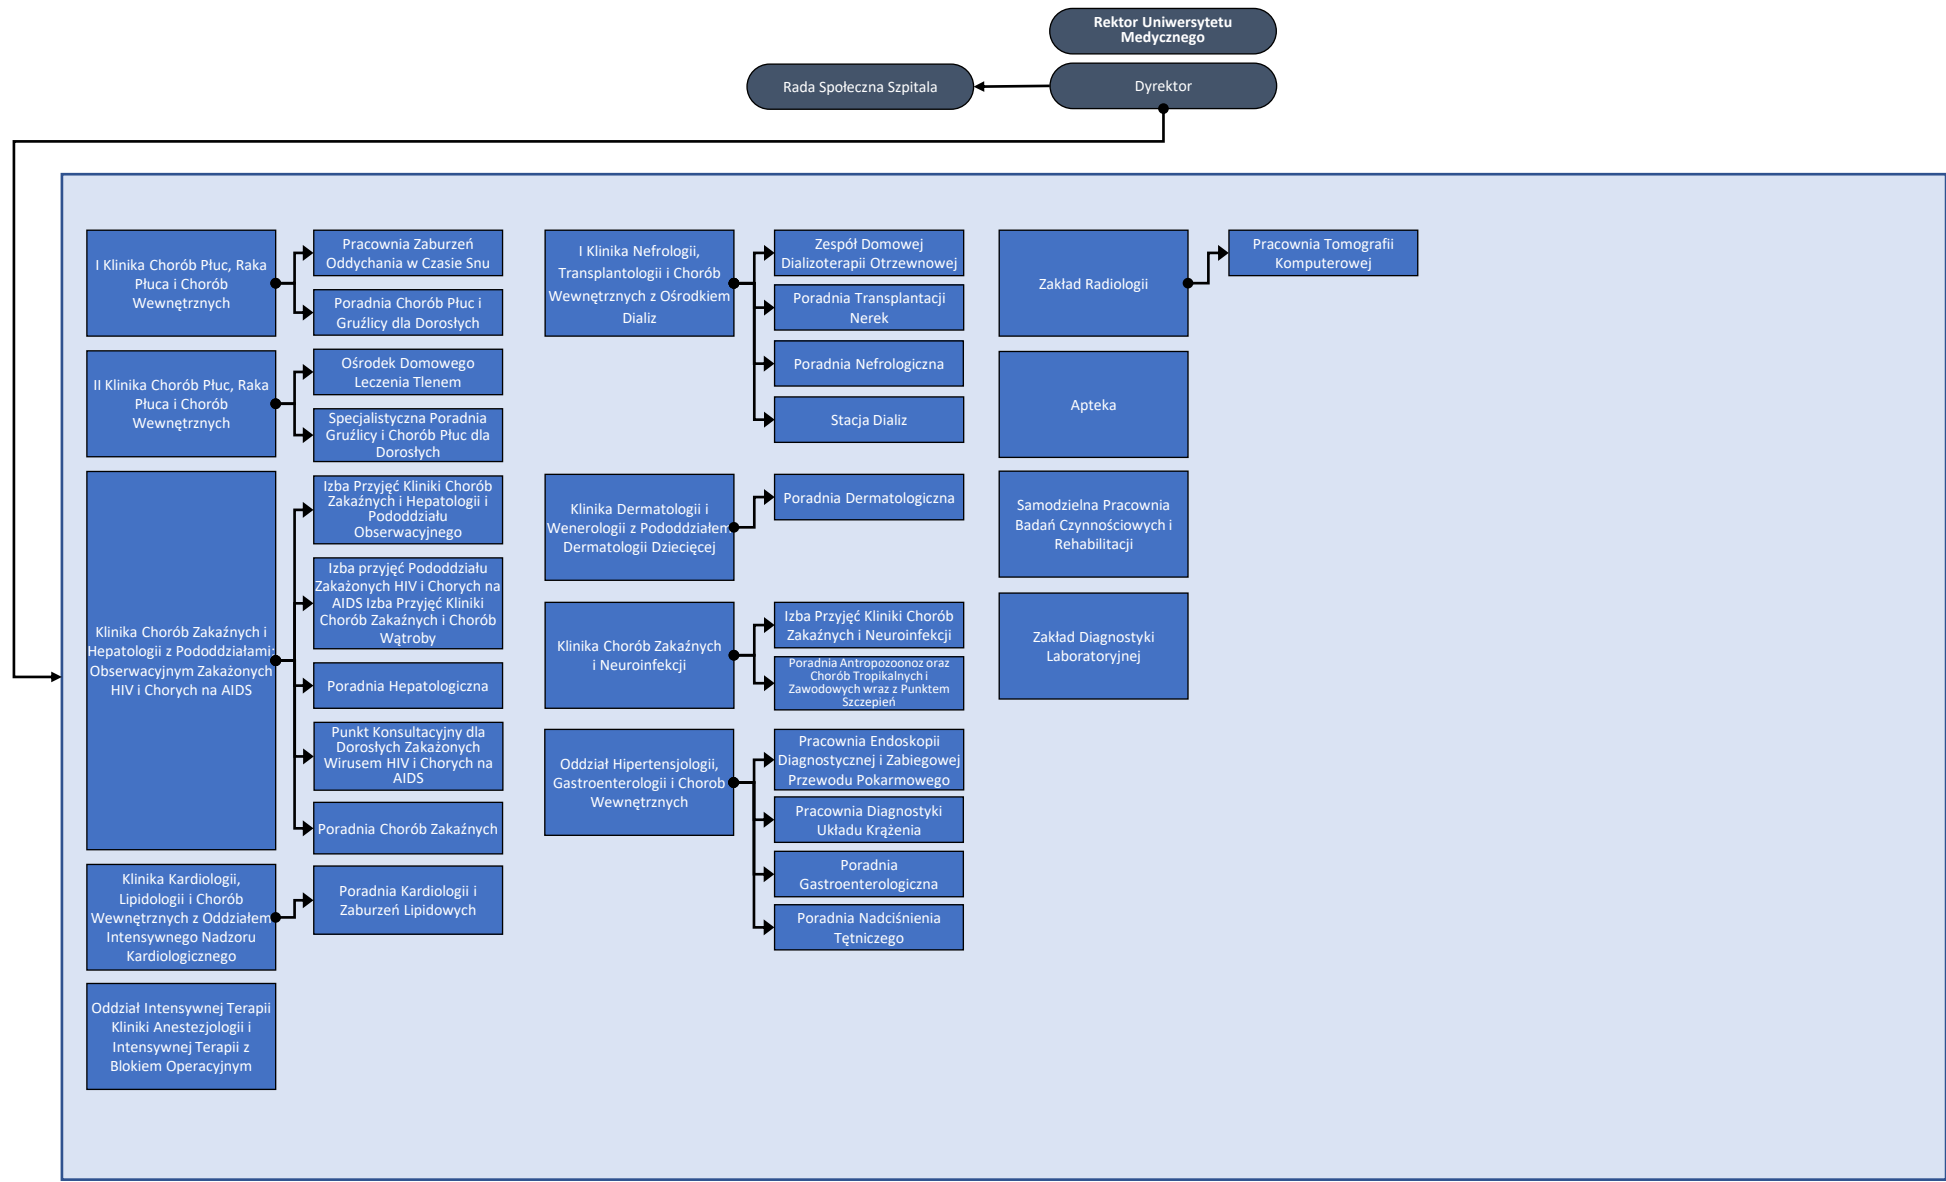 Rektor Uniwersytetu
Medycznego
Rada Społeczna Szpitala
Dyrektor
I Klinika Chorób Płuc, Raka
Płuca i Chorób
Wewnętrznych
Pracownia Zaburzeń
Oddychania w Czasie Snu
Poradnia Chorób Płuc i
Gruźlicy dla Dorosłych
II Klinika Chorób Płuc, Raka
Płuca i Chorób
Wewnętrznych
Ośrodek Domowego
Leczenia Tlenem
Specjalistyczna Poradnia
Gruźlicy i Chorób Płuc dla
Dorosłych
Klinika Chorób Zakaźnych i
Hepatologii z Pododdziałami:
Obserwacyjnym Zakażonych
HIV i Chorych na AIDS
Izba Przyjęć Kliniki Chorób
Zakaźnych i Hepatologii i
Pododdziału
Obserwacyjnego
Izba przyjęć Pododdziału
Zakażonych HIV i Chorych na
AIDS Izba Przyjęć Kliniki
Chorób Zakaźnych i Chorób
Wątroby
Poradnia Hepatologiczna
Punkt Konsultacyjny dla
Dorosłych Zakażonych
Wirusem HIV i Chorych na
AIDS
Poradnia Chorób Zakaźnych
Klinika Kardiologii,
Lipidologii i Chorób
Wewnętrznych z Oddziałem
Intensywnego Nadzoru
Kardiologicznego
Poradnia Kardiologii i
Zaburzeń Lipidowych
Oddział Intensywnej Terapii
Kliniki Anestezjologii i
Intensywnej Terapii z
Blokiem Operacyjnym
I Klinika Nefrologii,
Transplantologii i Chorób
Wewnętrznych z Ośrodkiem
Dializ
Zespół Domowej
Dializoterapii Otrzewnowej
Poradnia Transplantacji
Nerek
Poradnia Nefrologiczna
Stacja Dializ
Klinika Dermatologii i
Wenerologii z Pododdziałem
Dermatologii Dziecięcej
Poradnia Dermatologiczna
Klinika Chorób Zakaźnych
i Neuroinfekcji
Izba Przyjęć Kliniki Chorób
Zakaźnych i Neuroinfekcji
Poradnia Antropozoonoz oraz
Chorób Tropikalnych i
Zawodowych wraz z Punktem
Szczepień
Oddział Hipertensjologii,
Gastroenterologii i Chorob
Wewnętrznych
Pracownia Endoskopii
Diagnostycznej i Zabiegowej
Przewodu Pokarmowego
Pracownia Diagnostyki
Układu Krążenia
Poradnia
Gastroenterologiczna
Poradnia Nadciśnienia
Tętniczego
Zakład Radiologii
Pracownia Tomografii
Komputerowej
Apteka
Samodzielna Pracownia
Badań Czynnościowych i
Rehabilitacji
Zakład Diagnostyki
Laboratoryjnej